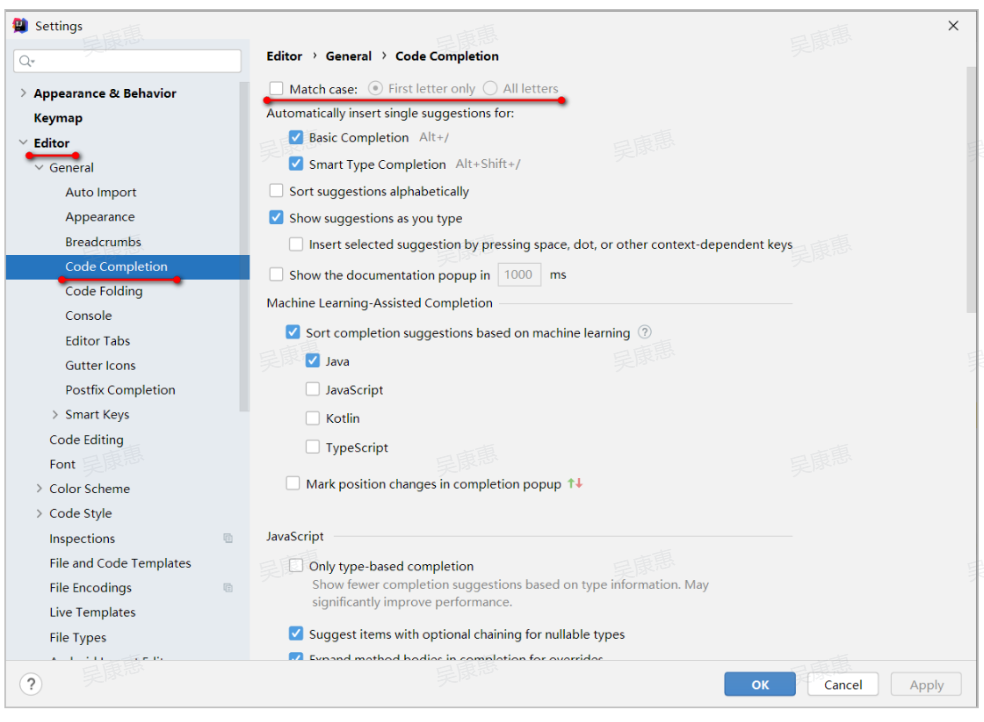 Settings
Appearance & Behavior
Keymap
Editor
General
Auto Import
Appearance
Breadcrumbs
Code Completion
Code Folding
Console
Editor Tabs
Gutter Icons
Postfix Completion
Smart Keys
Code Editing
Font
Color Scheme
Code Style
Inspections
File and Code Templates
File Encodings
Live Templates
File Types
Editor › General › Code Completion
Match case: First letter only All letters
Automatically insert single suggestions for:
Basic Completion Alt+/
Smart Type Completion Alt+Shift+/
Sort suggestions alphabetically
Show suggestions as you type
Insert selected suggestion by pressing space, dot, or other context-dependent keys
Show the documentation popup in 1000 ms
Machine Learning-Assisted Completion
Sort completion suggestions based on machine learning ?
Java
JavaScript
Kotlin
TypeScript
Mark position changes in completion popup ↑↓
JavaScript
Only type-based completion
Show fewer completion suggestions based on type information. May
significantly improve performance.
Suggest items with optional chaining for nullable types
Expand method bodies in completion for overrides
? OK Cancel Apply
吴康惠